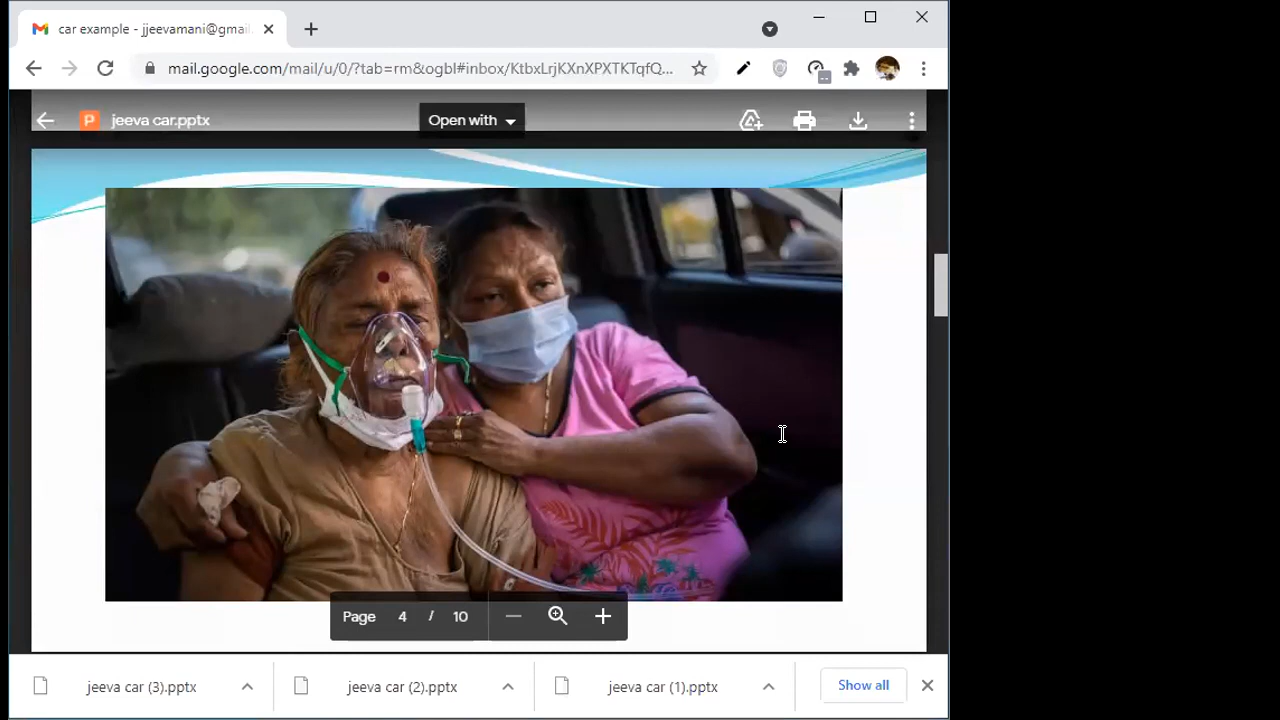 car example - jjeevamani@gmai
mail.google.com/mail/u/0/?tab=rm&ogbl#inbox/KtbxLrjKXnXPXTKTqfQ...
P jeeva car.pptx Open with
Page 4 / 10
jeeva car (3).pptx jeeva car (2).pptx jeeva car (1).pptx Show all